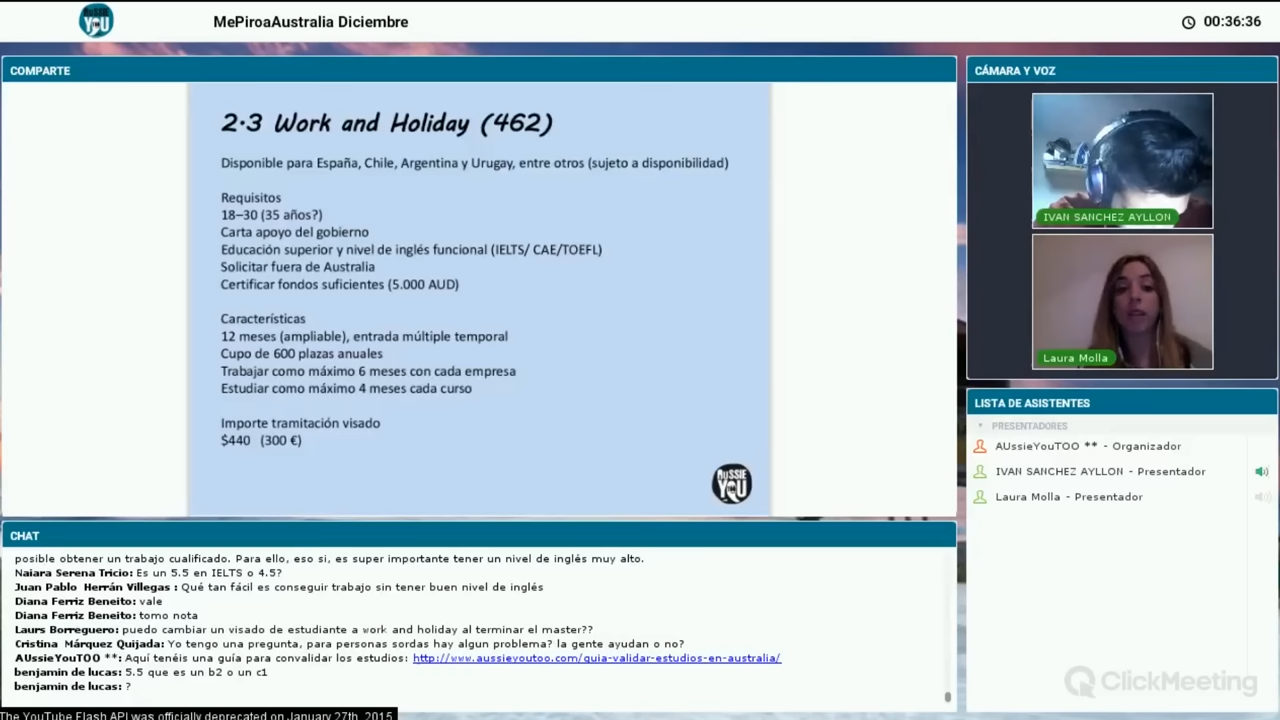 AUSSIE
YOU
TOO
MePiroaAustralia Diciembre
00:36:36
COMPARTE
2.3 Work and Holiday (462)
Disponible para España, Chile, Argentina y Urugay, entre otros (sujeto a disponibilidad)
Requisitos
18–30 (35 años?)
Carta apoyo del gobierno
Educación superior y nivel de inglés funcional (IELTS/ CAE/TOEFL)
Solicitar fuera de Australia
Certificar fondos suficientes (5.000 AUD)
Características
12 meses (ampliable), entrada múltiple temporal
Cupo de 600 plazas anuales
Trabajar como máximo 6 meses con cada empresa
Estudiar como máximo 4 meses cada curso
Importe tramitación visado
$440 (300 €)
AUSSIE
YOU
CÁMARA Y VOZ
IVAN SANCHEZ AYLLON
Laura Molla
LISTA DE ASISTENTES
PRESENTADORES
AUssieYouTOO ** - Organizador
IVAN SANCHEZ AYLLON - Presentador
Laura Molla - Presentador
CHAT
posible obtener un trabajo cualificado. Para ello, eso si, es super importante tener un nivel de inglés muy alto.
Naiara Serena Tricio: Es un 5.5 en IELTS o 4.5?
Juan Pablo Herrán Villegas : Qué tan fácil es conseguir trabajo sin tener buen nivel de inglés
Diana Ferriz Beneito: vale
Diana Ferriz Beneito: tomo nota
Laurs Borreguero: puedo cambiar un visado de estudiante a work and holiday al terminar el master??
Cristina Márquez Quijada: Yo tengo una pregunta, para personas sordas hay algun problema? la gente ayudan o no?
AUssieYouTOO **: Aquí tenéis una guía para convalidar los estudios: http://www.aussieyoutoo.com/guia-validar-estudios-en-australia/
benjamin de lucas: 5.5 que es un b2 o un c1
benjamin de lucas: ?
ClickMeeting
The YouTube Flash API was officially deprecated on January 27th, 2015